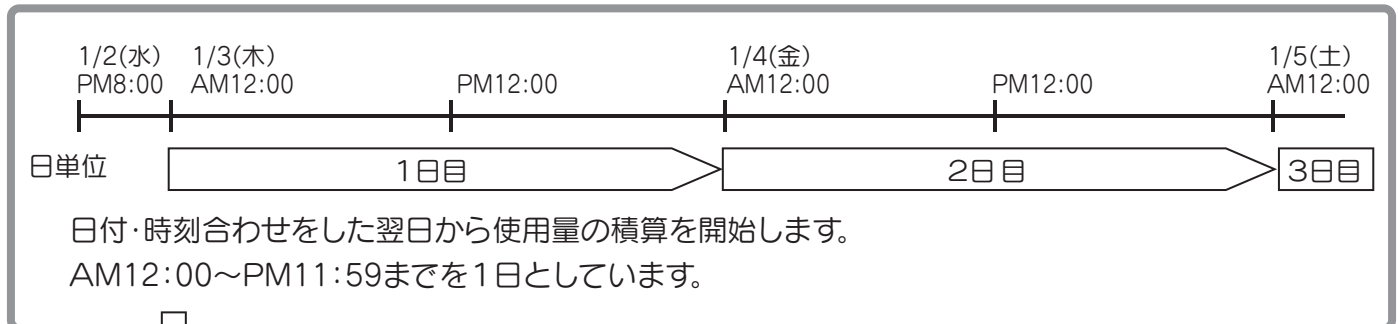 1/2(水) 1/3(木) 1/4(金) 1/5(土)
PM8:00 AM12:00 PM12:00 AM12:00 PM12:00 AM12:00
日単位 1日目 2日目 3日目
日付･時刻合わせをした翌日から使用量の積算を開始します。
AM12:00～PM11:59までを1日としています。